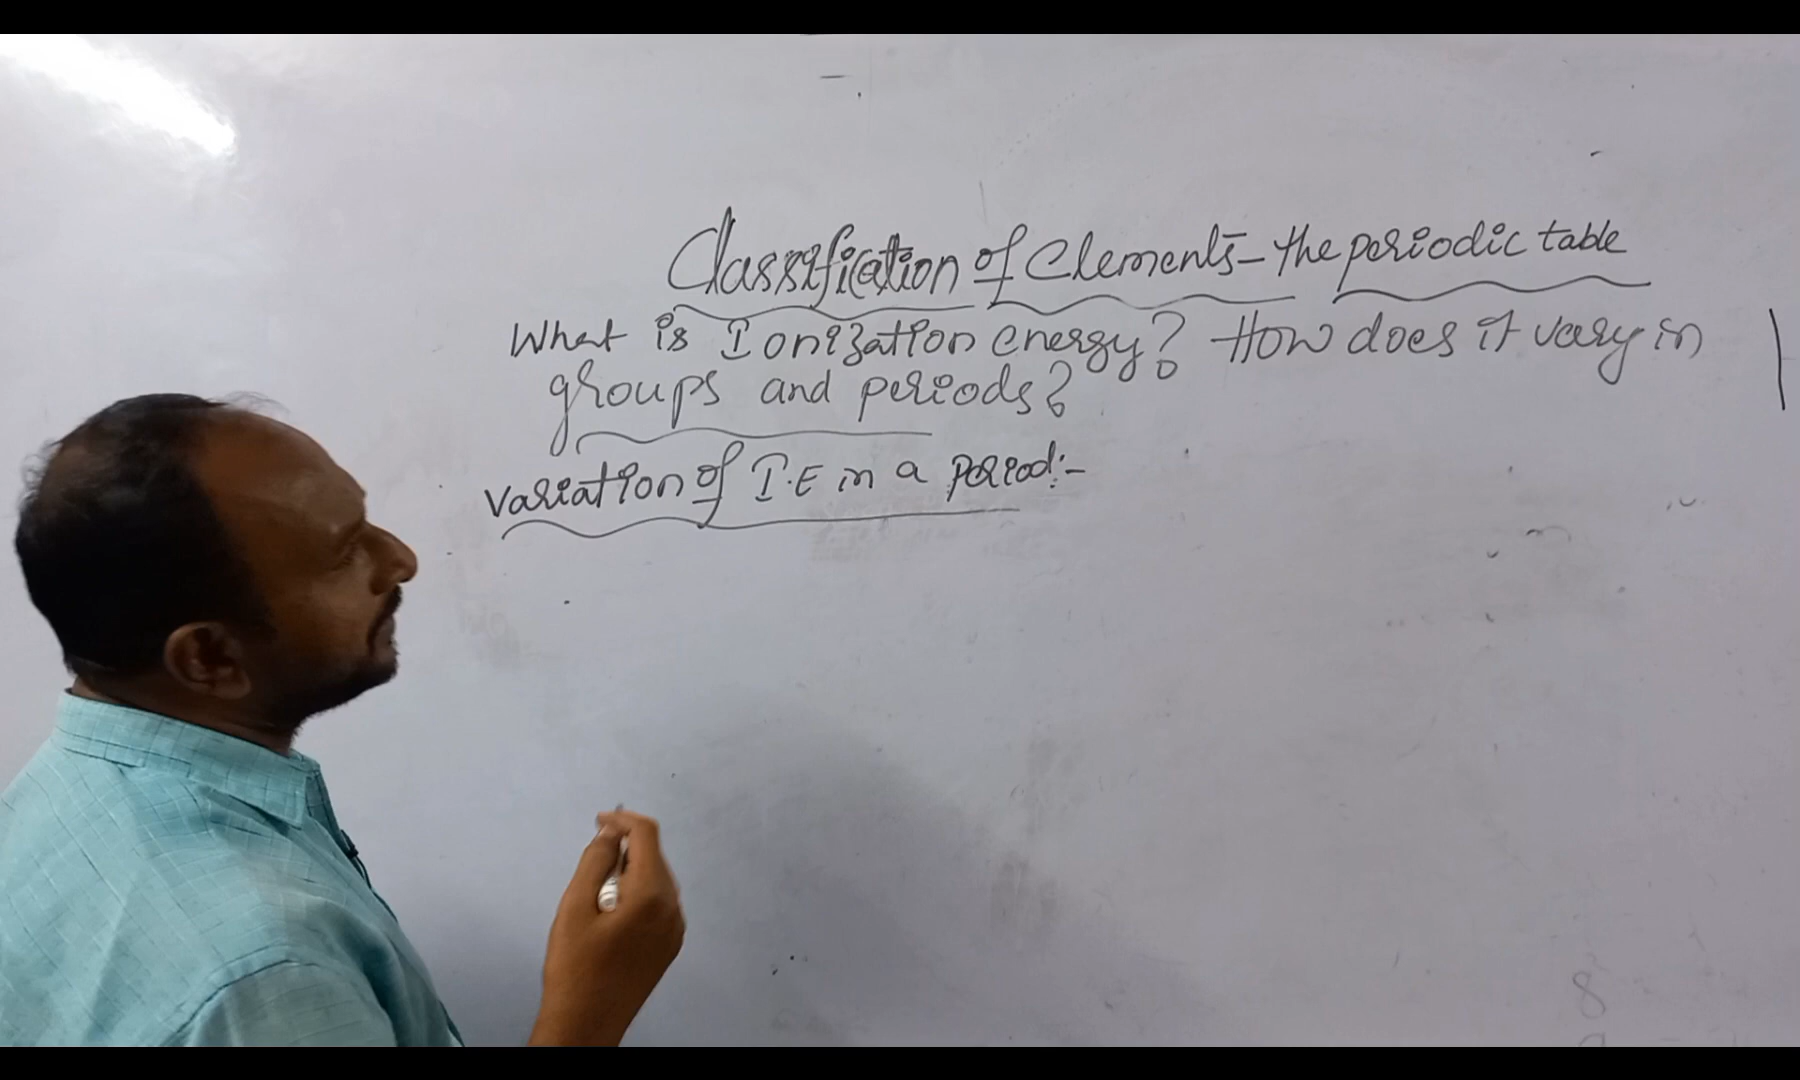 Classification of Elements - the periodic table
What is Ionization energy? How does it vary in
groups and periods?
Variation of I.E in a period:-
8